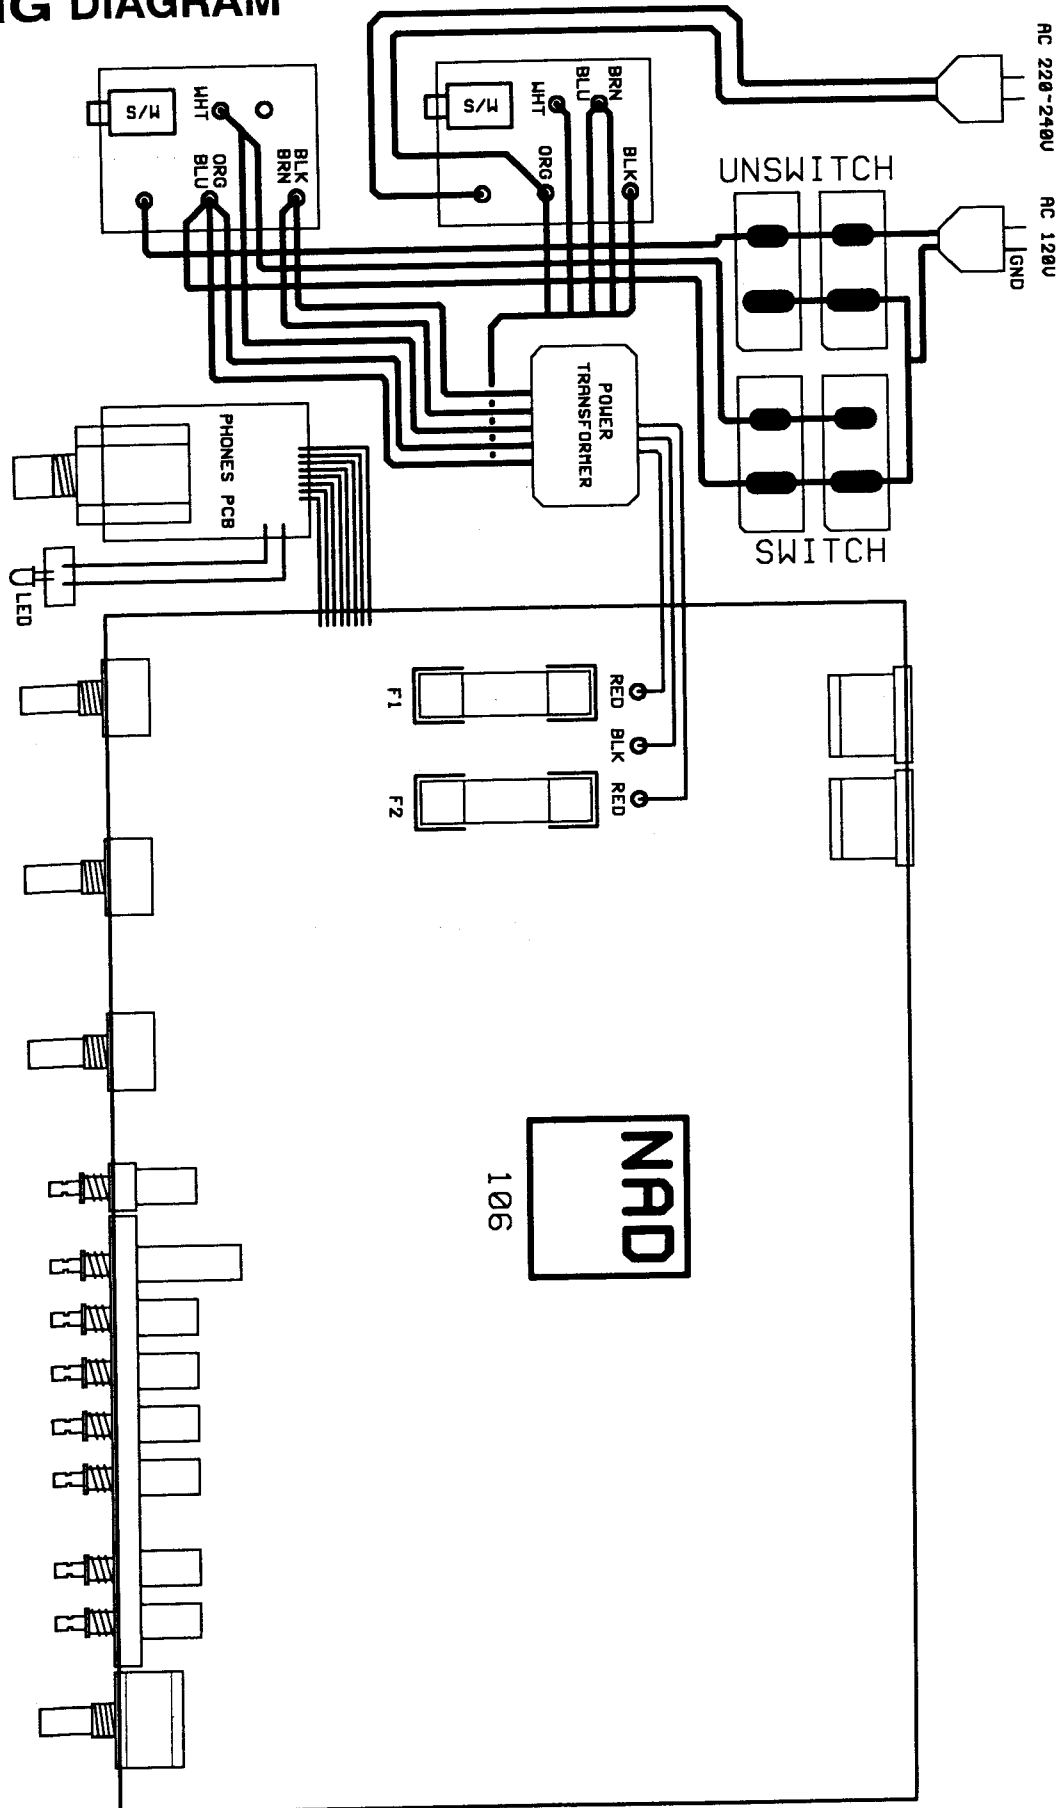 NG DIAGRAM
AC 220~240V
AC 120V
GND
UNSWITCH
SWITCH
M/S
WHT
BLU
BRN
ORG
BLK
M/S
WHT
BLK
BRN
ORG
BLU
POWER
TRANSFORMER
PHONES PCB
LED
F1
RED
BLK
RED
F2
NAD
106